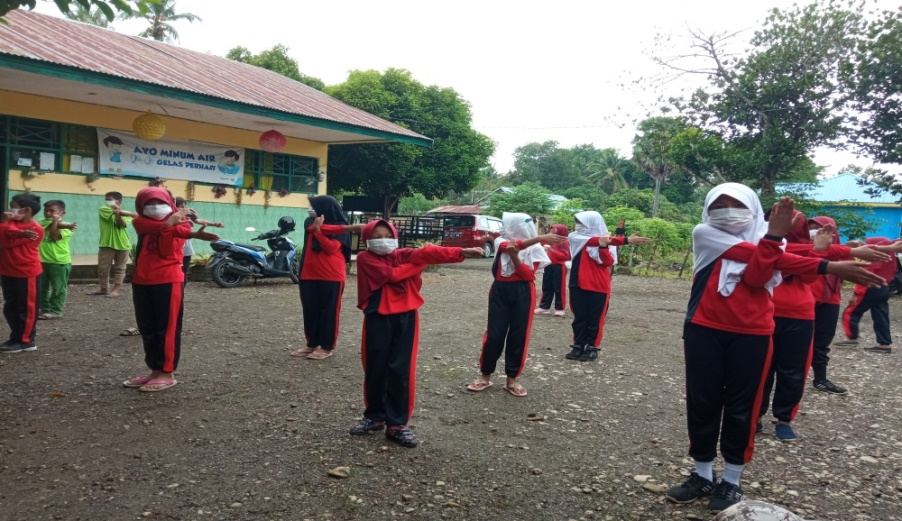 AYO MINUM AIR
GELAS PERHARI